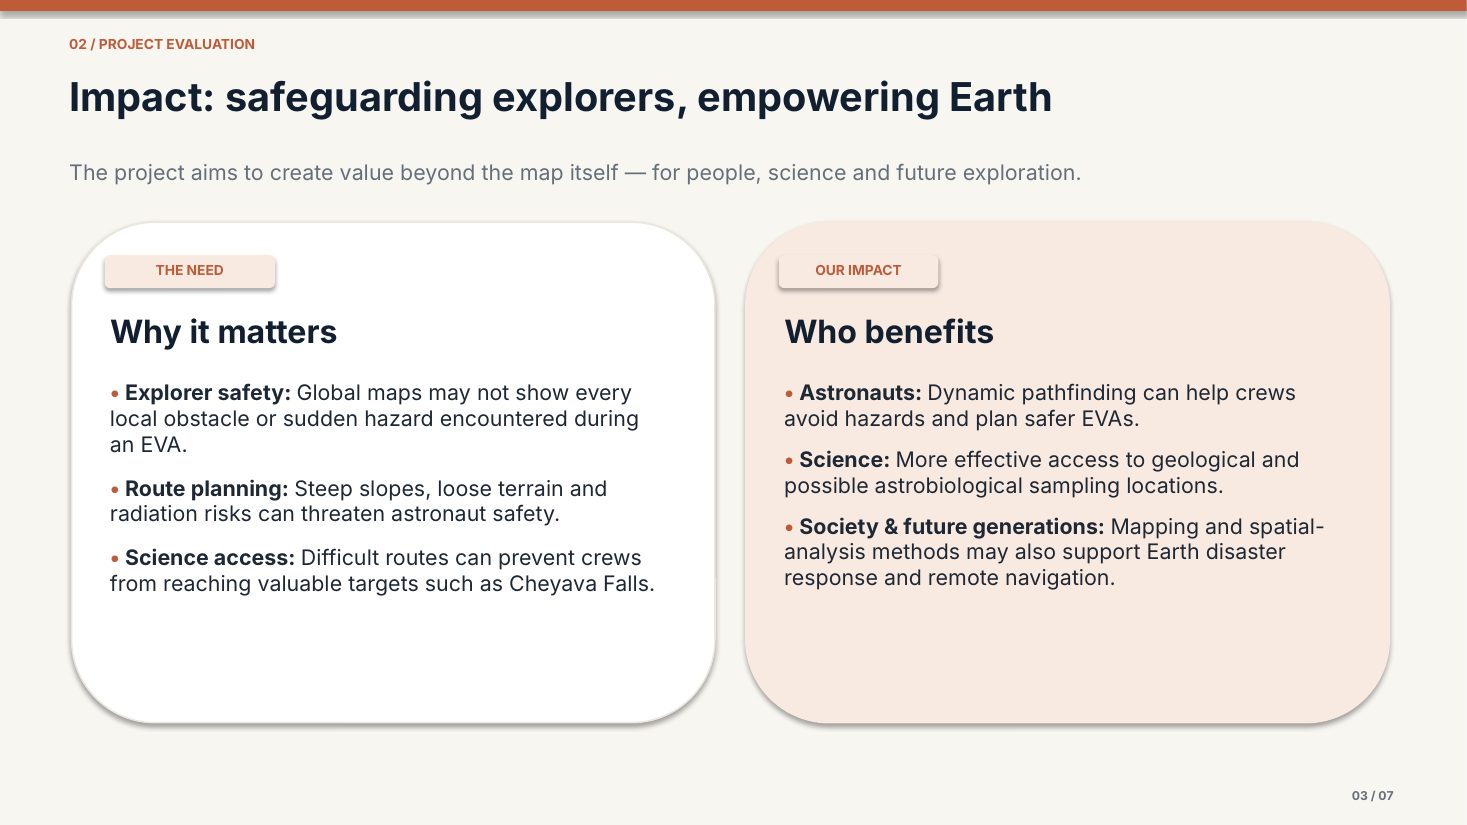 02 / PROJECT EVALUATION
Impact: safeguarding explorers, empowering Earth
The project aims to create value beyond the map itself — for people, science and future exploration.
THE NEED
Why it matters
• Explorer safety: Global maps may not show every
local obstacle or sudden hazard encountered during
an EVA.
• Route planning: Steep slopes, loose terrain and
radiation risks can threaten astronaut safety.
• Science access: Difficult routes can prevent crews
from reaching valuable targets such as Cheyava Falls.
OUR IMPACT
Who benefits
• Astronauts: Dynamic pathfinding can help crews
avoid hazards and plan safer EVAs.
• Science: More effective access to geological and
possible astrobiological sampling locations.
• Society & future generations: Mapping and spatial-
analysis methods may also support Earth disaster
response and remote navigation.
03 / 07